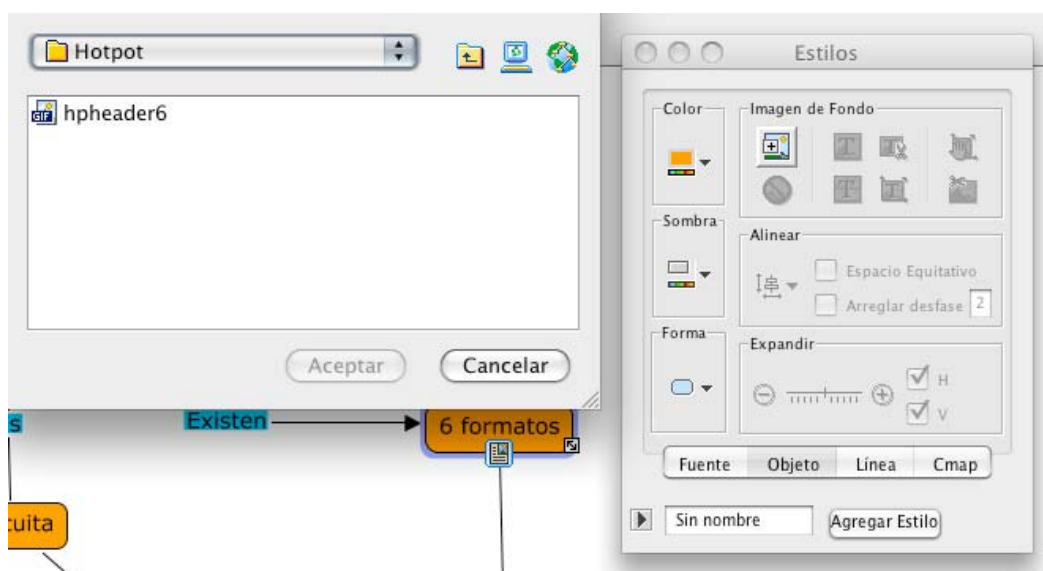 Hotpot
GIF hpheader6
Aceptar
Cancelar
s
Existen
6 formatos
cuita
Estilos
Color
Imagen de Fondo
Sombra
Alinear
Espacio Equitativo
Arreglar desfase 2
Forma
Expandir
H
V
Fuente
Objeto
Línea
Cmap
Sin nombre
Agregar Estilo